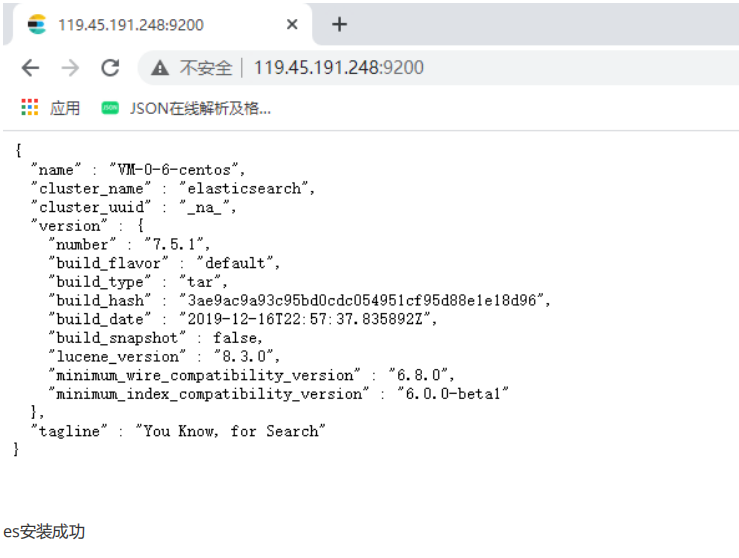 119.45.191.248:9200
不安全 119.45.191.248:9200
应用 JSON JSON在线解析及格...
{
"name" : "VM-0-6-centos",
"cluster_name" : "elasticsearch",
"cluster_uuid" : "_na_",
"version" : {
"number" : "7.5.1",
"build_flavor" : "default",
"build_type" : "tar",
"build_hash" : "3ae9ac9a93c95bd0cdc054951cf95d88e1e18d96",
"build_date" : "2019-12-16T22:57:37.835892Z",
"build_snapshot" : false,
"lucene_version" : "8.3.0",
"minimum_wire_compatibility_version" : "6.8.0",
"minimum_index_compatibility_version" : "6.0.0-beta1"
},
"tagline" : "You Know, for Search"
}
es安装成功